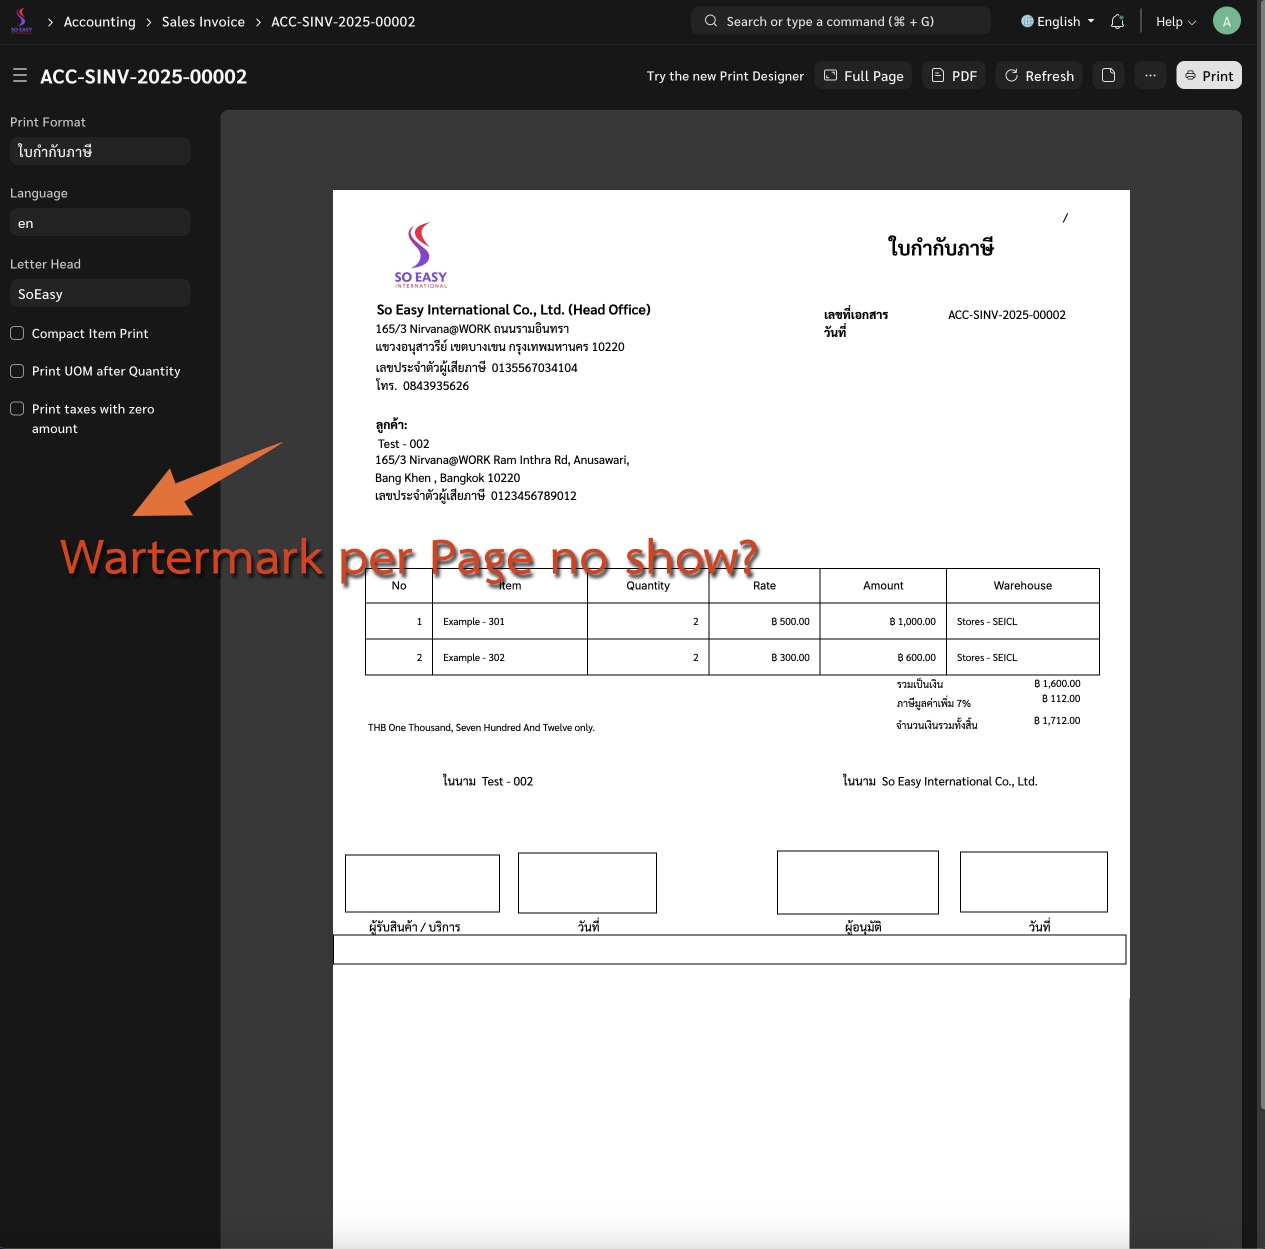 Accounting > Sales Invoice > ACC-SINV-2025-00002
Search or type a command (⌘ + G)
English
Help
A
ACC-SINV-2025-00002
Try the new Print Designer
Full Page
PDF
Refresh
...
Print
Print Format
ใบกำกับภาษี
Language
en
Letter Head
SoEasy
Compact Item Print
Print UOM after Quantity
Print taxes with zero
amount
Wartermark per Page no show?
/
SO EASY
INTERNATIONAL
ใบกำกับภาษี
So Easy International Co., Ltd. (Head Office)
165/3 Nirvana@WORK ถนนรามอินทรา
แขวงอนุสาวรีย์ เขตบางเขน กรุงเทพมหานคร 10220
เลขประจำตัวผู้เสียภาษี 0135567034104
โทร. 0843935626
เลขที่เอกสาร ACC-SINV-2025-00002
วันที่
ลูกค้า:
Test - 002
165/3 Nirvana@WORK Ram Inthra Rd, Anusawari,
Bang Khen , Bangkok 10220
เลขประจำตัวผู้เสียภาษี 0123456789012
No Item Quantity Rate Amount Warehouse
1 Example - 301 2 ฿ 500.00 ฿ 1,000.00 Stores - SEICL
2 Example - 302 2 ฿ 300.00 ฿ 600.00 Stores - SEICL
รวมเป็นเงิน ฿ 1,600.00
ภาษีมูลค่าเพิ่ม 7% ฿ 112.00
จำนวนเงินรวมทั้งสิ้น ฿ 1,712.00
THB One Thousand, Seven Hundred And Twelve only.
ในนาม Test - 002
ในนาม So Easy International Co., Ltd.
ผู้รับสินค้า / บริการ
วันที่
ผู้อนุมัติ
วันที่